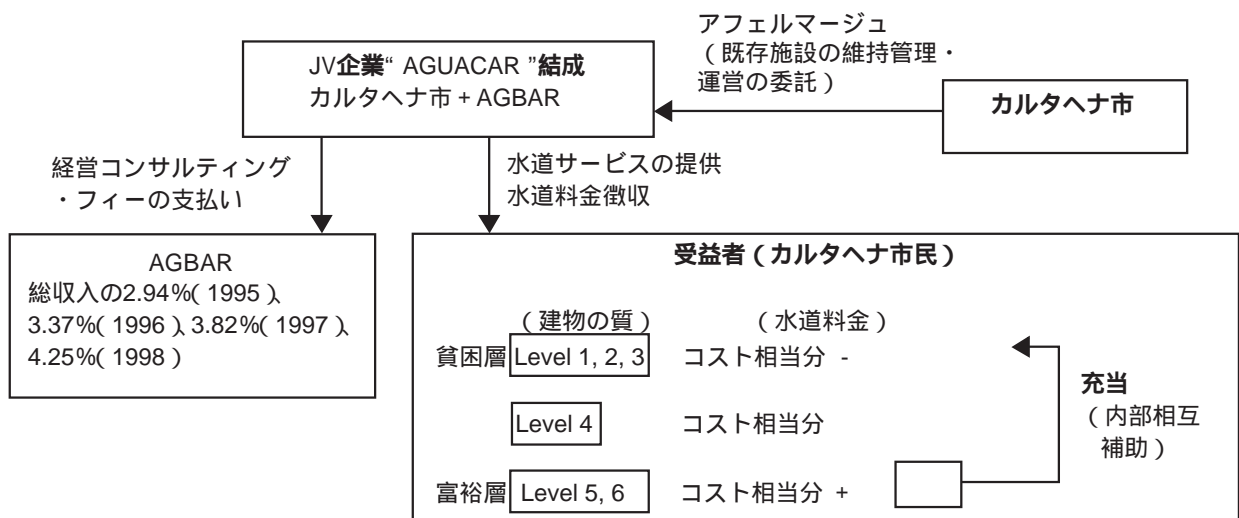 アフェルマージュ
（既存施設の維持管理・
運営の委託）
JV企業“ AGUACAR ”結成
カルタヘナ市 + AGBAR
カルタヘナ市
経営コンサルティング
・フィーの支払い
水道サービスの提供
水道料金徴収
AGBAR
総収入の2.94%（1995）、
3.37%（1996）、3.82%（1997）、
4.25%（1998）
受益者（カルタヘナ市民）
（建物の質） （水道料金）
貧困層 Level 1, 2, 3 コスト相当分 -
Level 4 コスト相当分
富裕層 Level 5, 6 コスト相当分 +
充当
（内部相互
補助）